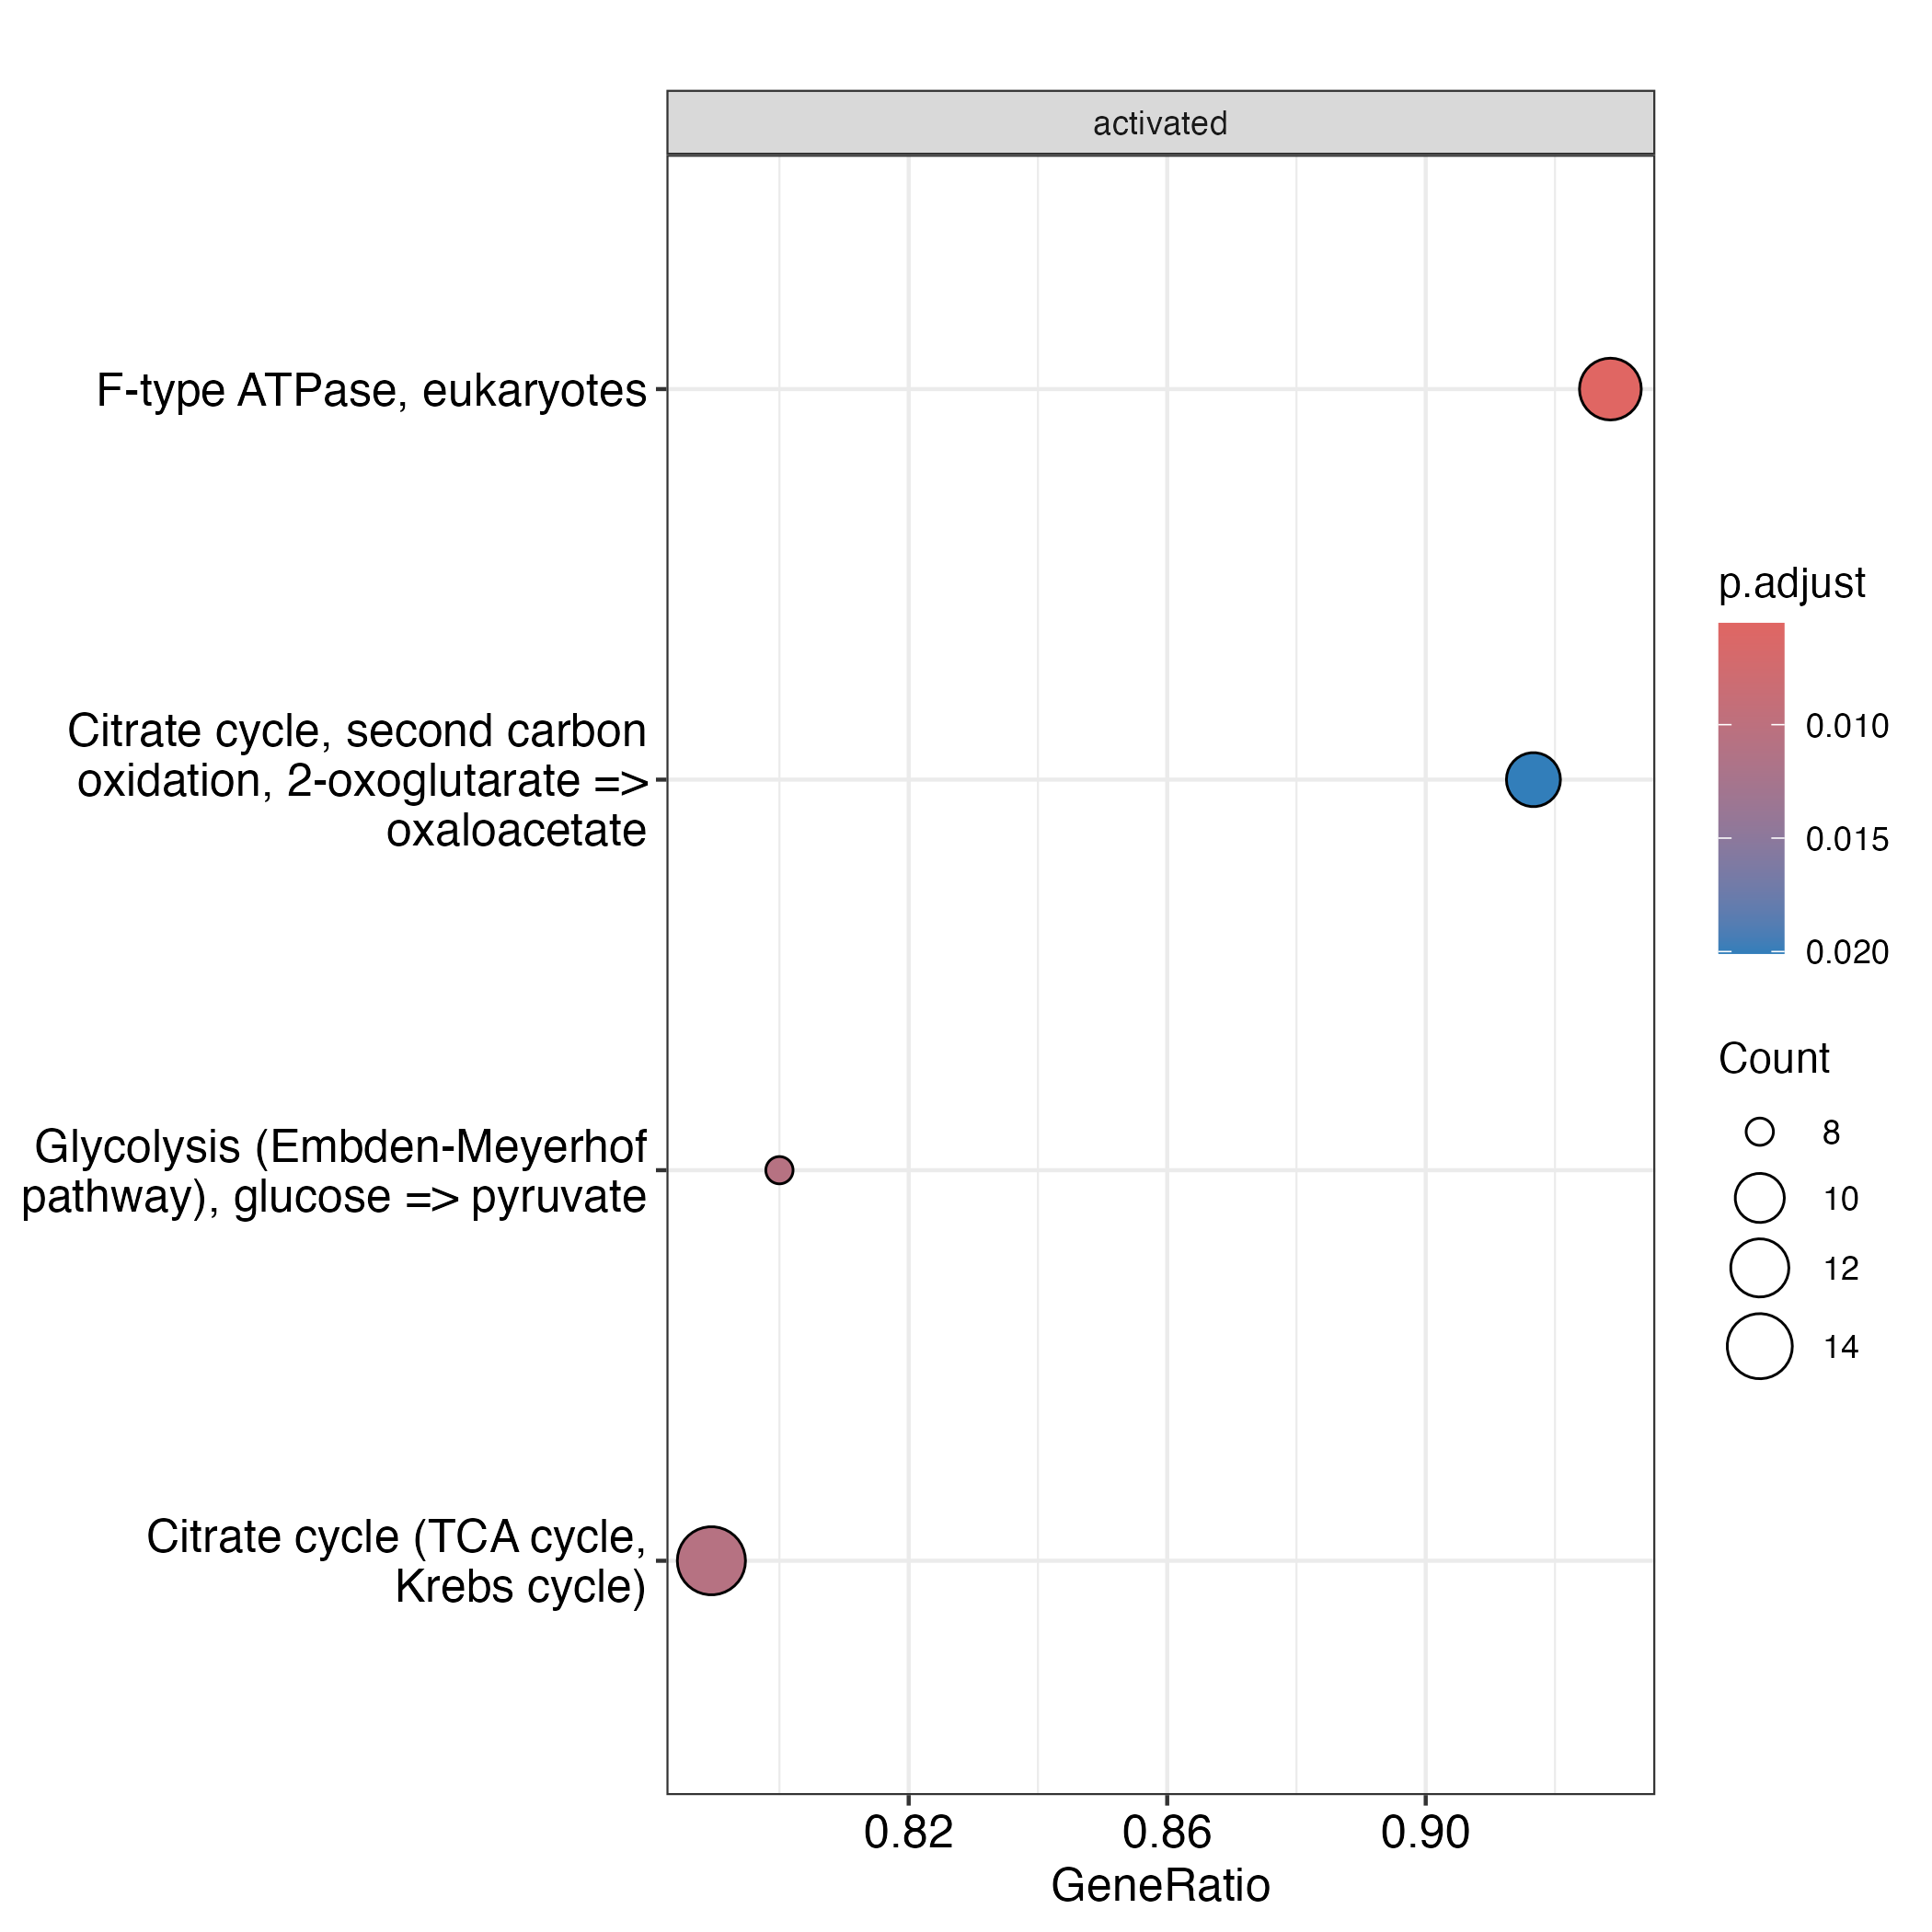 activated
F-type ATPase, eukaryotes
Citrate cycle, second carbon
oxidation, 2-oxoglutarate =>
oxaloacetate
Glycolysis (Embden-Meyerhof
pathway), glucose => pyruvate
Citrate cycle (TCA cycle,
Krebs cycle)
0.82 0.86 0.90
GeneRatio
p.adjust
0.010
0.015
0.020
Count
8
10
12
14